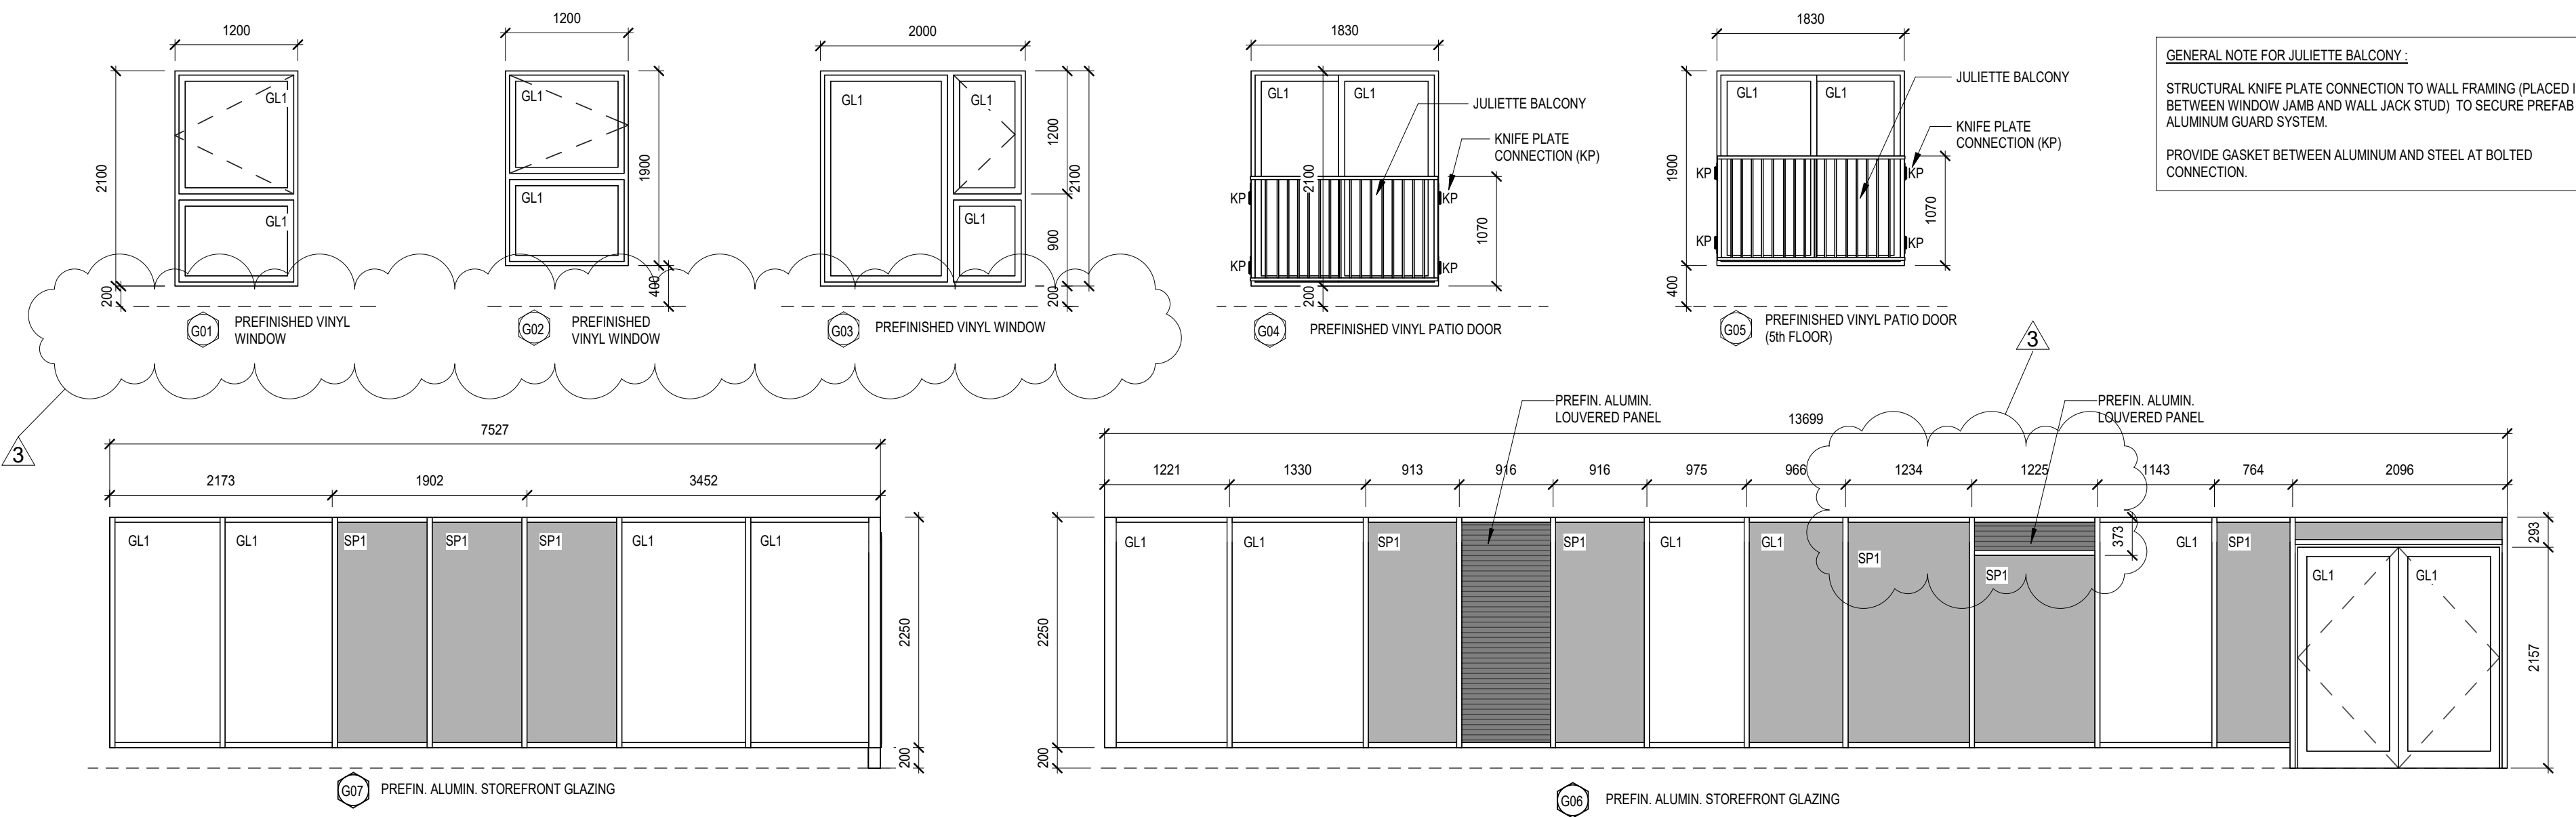 1200
GL1
GL1
2100
200
G01
PREFINISHED VINYL
WINDOW
1200
GL1
GL1
1900
400
G02
PREFINISHED
VINYL WINDOW
2000
GL1
GL1
GL1
1200
900
2100
200
G03
PREFINISHED VINYL WINDOW
3
1830
GL1
GL1
2100
JULIETTE BALCONY
KNIFE PLATE
CONNECTION (KP)
KP
KP
KP
KP
1070
200
G04
PREFINISHED VINYL PATIO DOOR
1830
GL1
GL1
1900
JULIETTE BALCONY
KNIFE PLATE
CONNECTION (KP)
KP
KP
KP
KP
1070
400
G05
PREFINISHED VINYL PATIO DOOR
(5th FLOOR)
3
GENERAL NOTE FOR JULIETTE BALCONY :
STRUCTURAL KNIFE PLATE CONNECTION TO WALL FRAMING (PLACED
BETWEEN WINDOW JAMB AND WALL JACK STUD) TO SECURE PREFAB
ALUMINUM GUARD SYSTEM.
PROVIDE GASKET BETWEEN ALUMINUM AND STEEL AT BOLTED
CONNECTION.
7527
2173
1902
3452
GL1
GL1
SP1
SP1
SP1
GL1
GL1
2250
200
G07
PREFIN. ALUMIN. STOREFRONT GLAZING
PREFIN. ALUMIN.
LOUVERED PANEL
PREFIN. ALUMIN.
LOUVERED PANEL
13699
1221
1330
913
916
916
975
966
1234
1225
1143
764
2096
GL1
GL1
SP1
SP1
GL1
GL1
SP1
SP1
373
GL1
SP1
GL1
GL1
2250
200
293
2157
G06
PREFIN. ALUMIN. STOREFRONT GLAZING